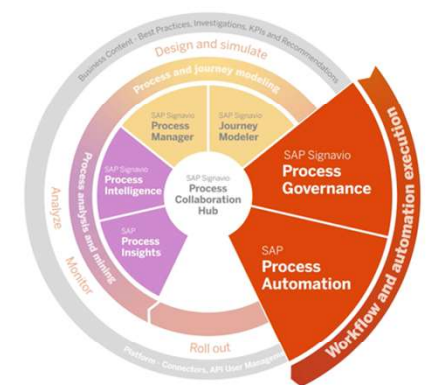 Business Content - Best Practices, Investigations, KPIs and Recommendations
Design and simulate
Process and journey modeling
SAP Signavio
Process
Manager
SAP Signavio
Journey
Modeler
SAP Signavio
Process
Intelligence
SAP
Process
Insights
SAP Signavio
Process
Collaboration
Hub
SAP Signavio
Process
Governance
SAP
Process
Automation
Workflow and automation execution
Process analysis and mining
Analyze
Monitor
Roll out
Platform - Connectors, API User